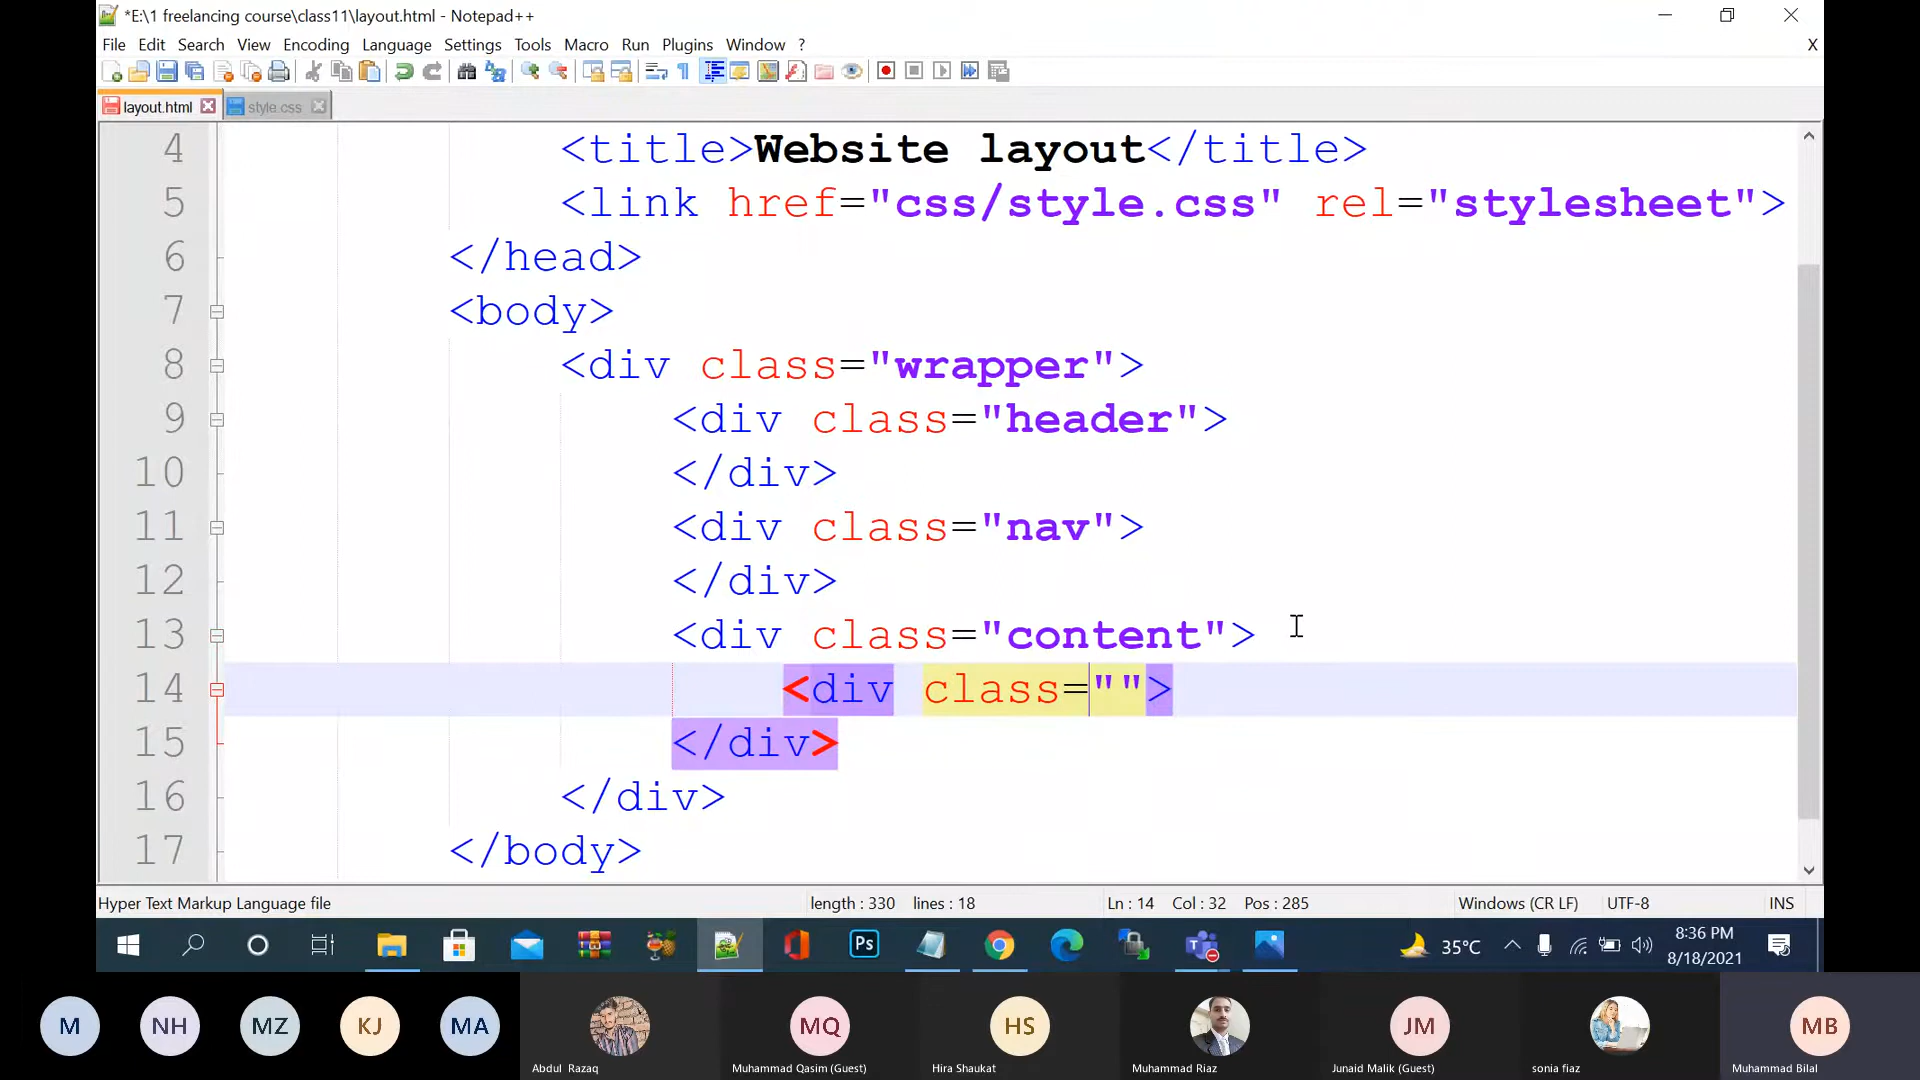 *E:\1 freelancing course\class11\layout.html - Notepad++
File Edit Search View Encoding Language Settings Tools Macro Run Plugins Window ? X
layout.html style.css
4 <title>Website layout</title>
5 <link href="css/style.css" rel="stylesheet">
6 </head>
7 <body>
8 <div class="wrapper">
9 <div class="header">
10 </div>
11 <div class="nav">
12 </div>
13 <div class="content">
14 <div class="">
15 </div>
16 </div>
17 </body>
Hyper Text Markup Language file length : 330 lines : 18 Ln : 14 Col : 32 Pos : 285 Windows (CR LF) UTF-8 INS
Ps 35°C 8:36 PM
8/18/2021
M NH MZ KJ MA MQ HS JM MB
Abdul Razaq Muhammad Qasim (Guest) Hira Shaukat Muhammad Riaz Junaid Malik (Guest) sonia fiaz Muhammad Bilal